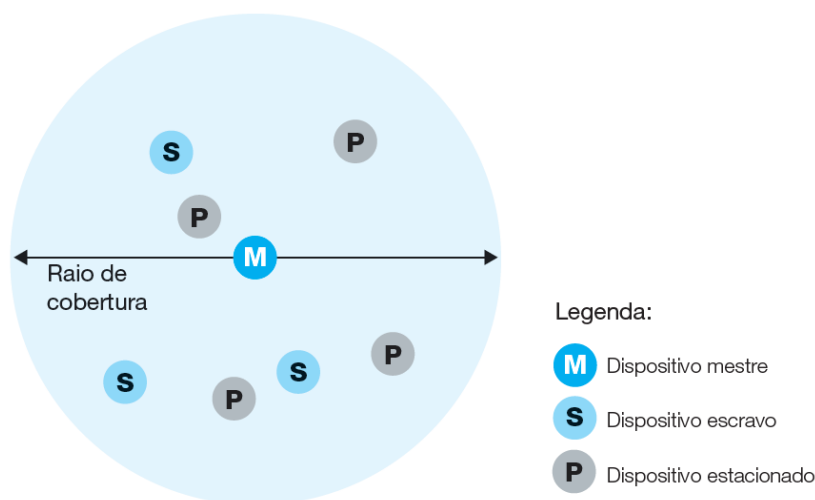 S
P
P
M
Raio de
cobertura
S
S
P
P
Legenda:
M Dispositivo mestre
S Dispositivo escravo
P Dispositivo estacionado